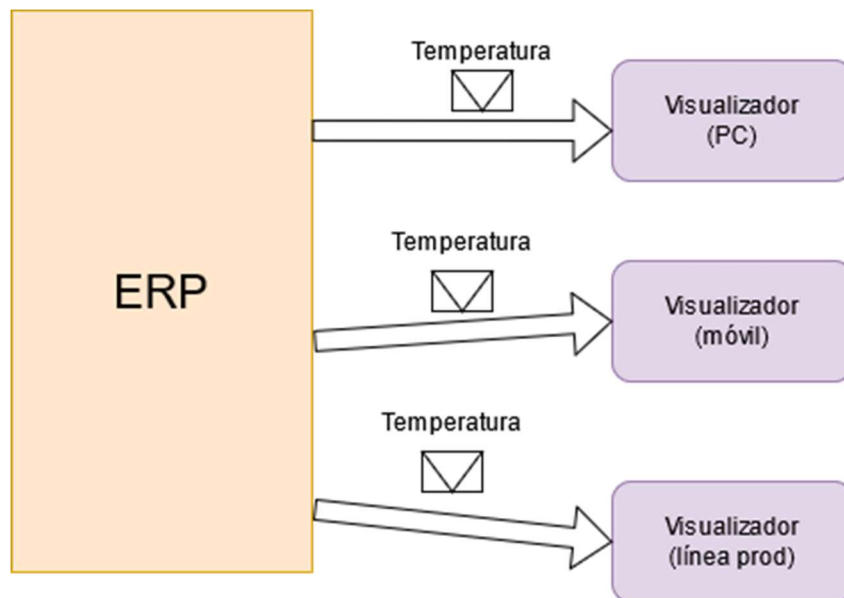 Temperatura
Visualizador
(PC)
ERP
Temperatura
Visualizador
(móvil)
Temperatura
Visualizador
(línea prod)